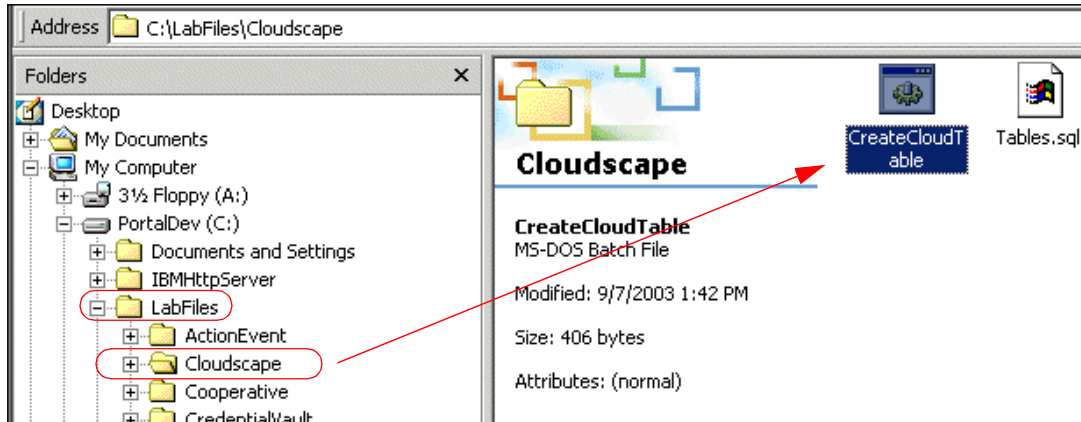 Address C:\LabFiles\Cloudscape
Folders
Desktop
My Documents
My Computer
3½ Floppy (A:)
PortalDev (C:)
Documents and Settings
IBMHttpServer
LabFiles
ActionEvent
Cloudscape
Cooperative
CredentialVault
Cloudscape
CreateCloudTable
MS-DOS Batch File
Modified: 9/7/2003 1:42 PM
Size: 406 bytes
Attributes: (normal)
CreateCloudT
able
Tables.sql